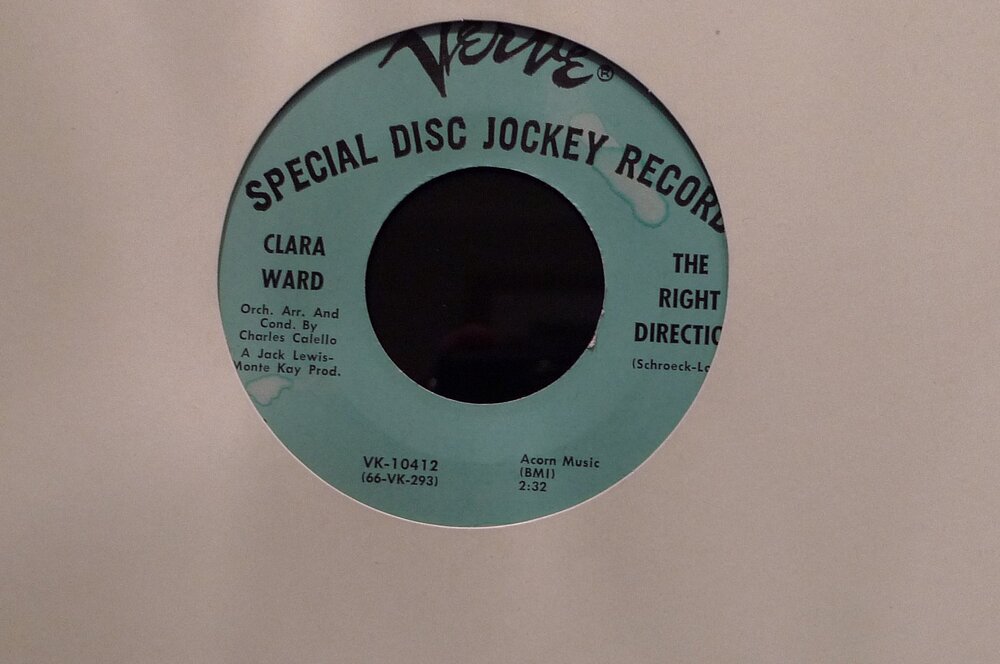 Verve®
SPECIAL DISC JOCKEY RECORD
CLARA
WARD
Orch. Arr. And
Cond. By
Charles Calello
A Jack Lewis-
Monte Kay Prod.
THE
RIGHT
DIRECTIO
(Schroeck-Lo
VK-10412
(66-VK-293)
Acorn Music
(BMI)
2:32